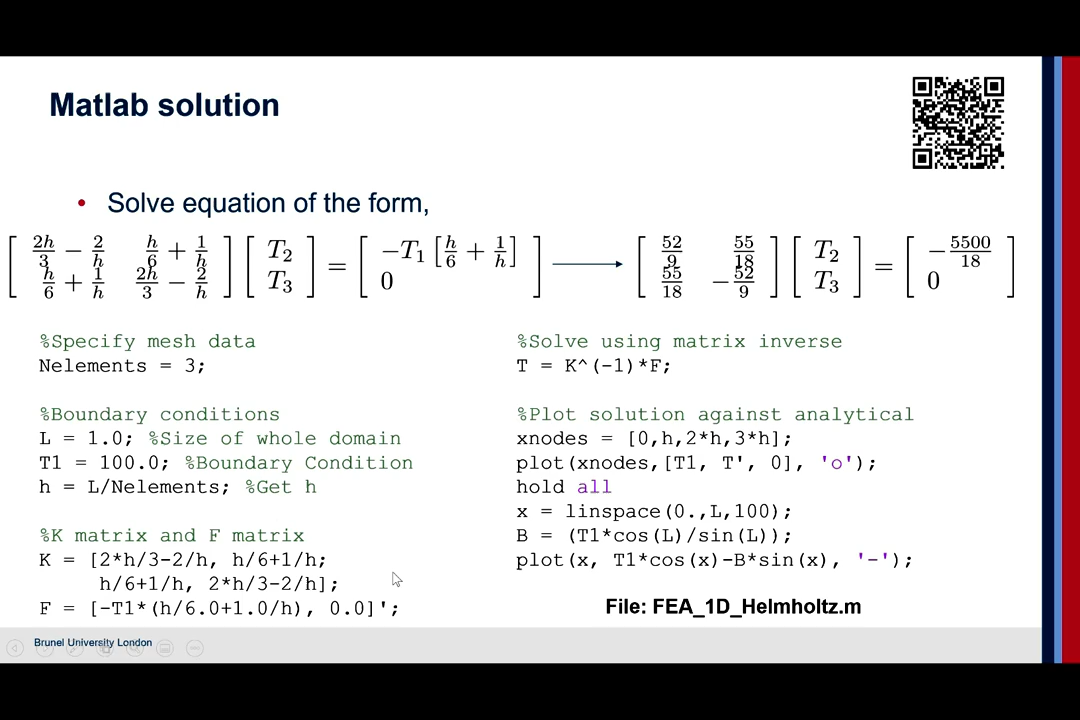 Matlab solution
• Solve equation of the form,
[ 2h/3 − 2/h   h/6 + 1/h ; h/6 + 1/h   2h/3 − 2/h ] [ T₂ ; T₃ ] = [ −T₁ [h/6 + 1/h] ; 0 ] → [ 52/9   55/18 ; 55/18   −52/9 ] [ T₂ ; T₃ ] = [ −5500/18 ; 0 ]
%Specify mesh data
Nelements = 3;
%Boundary conditions
L = 1.0; %Size of whole domain
T1 = 100.0; %Boundary Condition
h = L/Nelements; %Get h
%K matrix and F matrix
K = [2*h/3-2/h, h/6+1/h;
h/6+1/h, 2*h/3-2/h];
F = [-T1*(h/6.0+1.0/h), 0.0]';
%Solve using matrix inverse
T = K^(-1)*F;
%Plot solution against analytical
xnodes = [0,h,2*h,3*h];
plot(xnodes,[T1, T', 0], 'o');
hold all
x = linspace(0.,L,100);
B = (T1*cos(L)/sin(L));
plot(x, T1*cos(x)-B*sin(x), '-');
File: FEA_1D_Helmholtz.m
Brunel University London